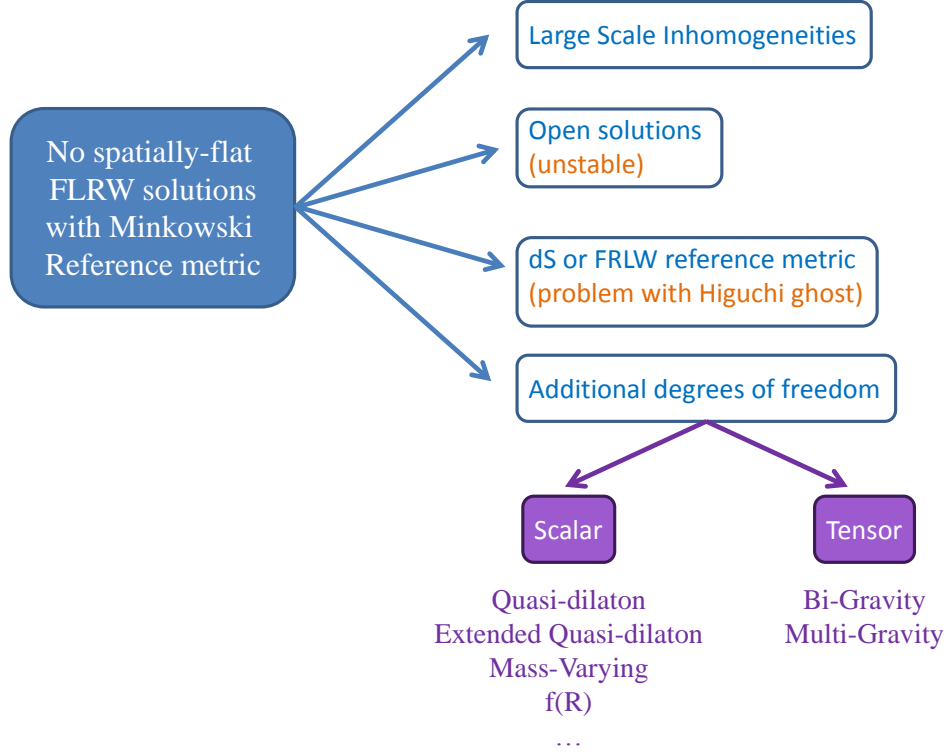 No spatially-flat
FLRW solutions
with Minkowski
Reference metric
Large Scale Inhomogeneities
Open solutions
(unstable)
dS or FRLW reference metric
(problem with Higuchi ghost)
Additional degrees of freedom
Scalar
Quasi-dilaton
Extended Quasi-dilaton
Mass-Varying
f(R)
...
Tensor
Bi-Gravity
Multi-Gravity